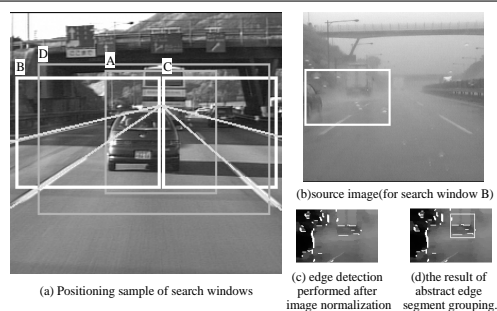 D
A
B
C
(a) Positioning sample of search windows
(b)source image(for search window B)
(c) edge detection
performed after
image normalization
(d)the result of
abstract edge
segment grouping.